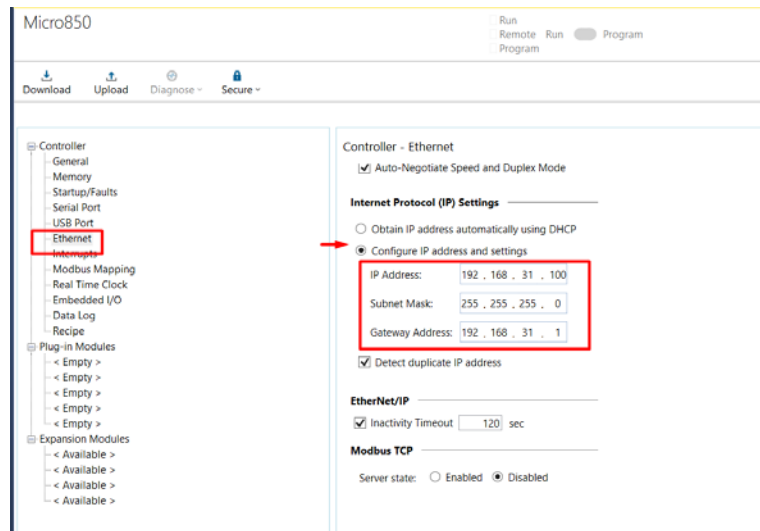 Micro850
Run
Remote Run Program
Program
Download Upload Diagnose Secure
Controller
General
Memory
Startup/Faults
Serial Port
USB Port
Ethernet
Interrupts
Modbus Mapping
Real Time Clock
Embedded I/O
Data Log
Recipe
Plug-in Modules
< Empty >
< Empty >
< Empty >
< Empty >
< Empty >
Expansion Modules
< Available >
< Available >
< Available >
< Available >
Controller - Ethernet
Auto-Negotiate Speed and Duplex Mode
Internet Protocol (IP) Settings
Obtain IP address automatically using DHCP
Configure IP address and settings
IP Address: 192 . 168 . 31 . 100
Subnet Mask: 255 . 255 . 255 . 0
Gateway Address: 192 . 168 . 31 . 1
Detect duplicate IP address
EtherNet/IP
Inactivity Timeout 120 sec
Modbus TCP
Server state: Enabled Disabled